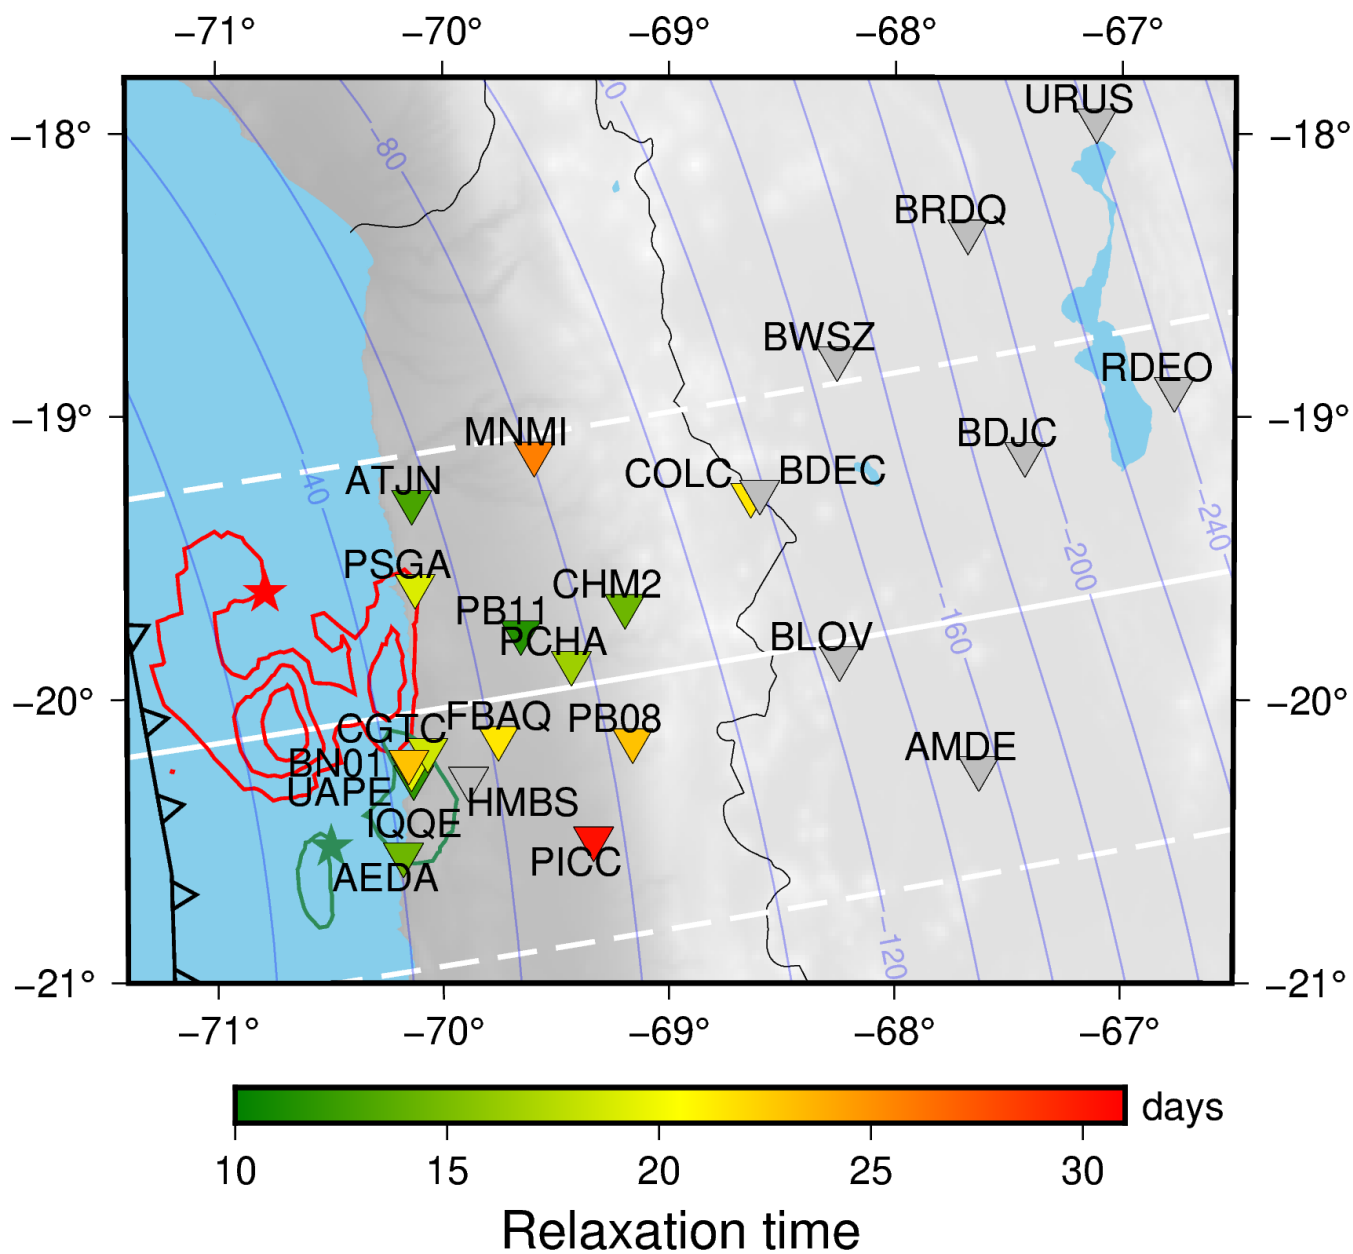 −71°
−70°
−69°
−68°
−67°
URUS
−18°
−18°
−80
BRDQ
BWSZ
RDEO
−19°
−19°
MNMI
BDJC
ATJN
COLC
BDEC
−40
−240
PSGA
CHM2
−200
PB11
PCHA
BLOV
−160
−20°
−20°
CGTC
FBAQ
PB08
BN01
AMDE
UAPE
HMBS
IQQE
PICC
AEDA
−120
−21°
−21°
−71°
−70°
−69°
−68°
−67°
days
10
15
20
25
30
Relaxation time